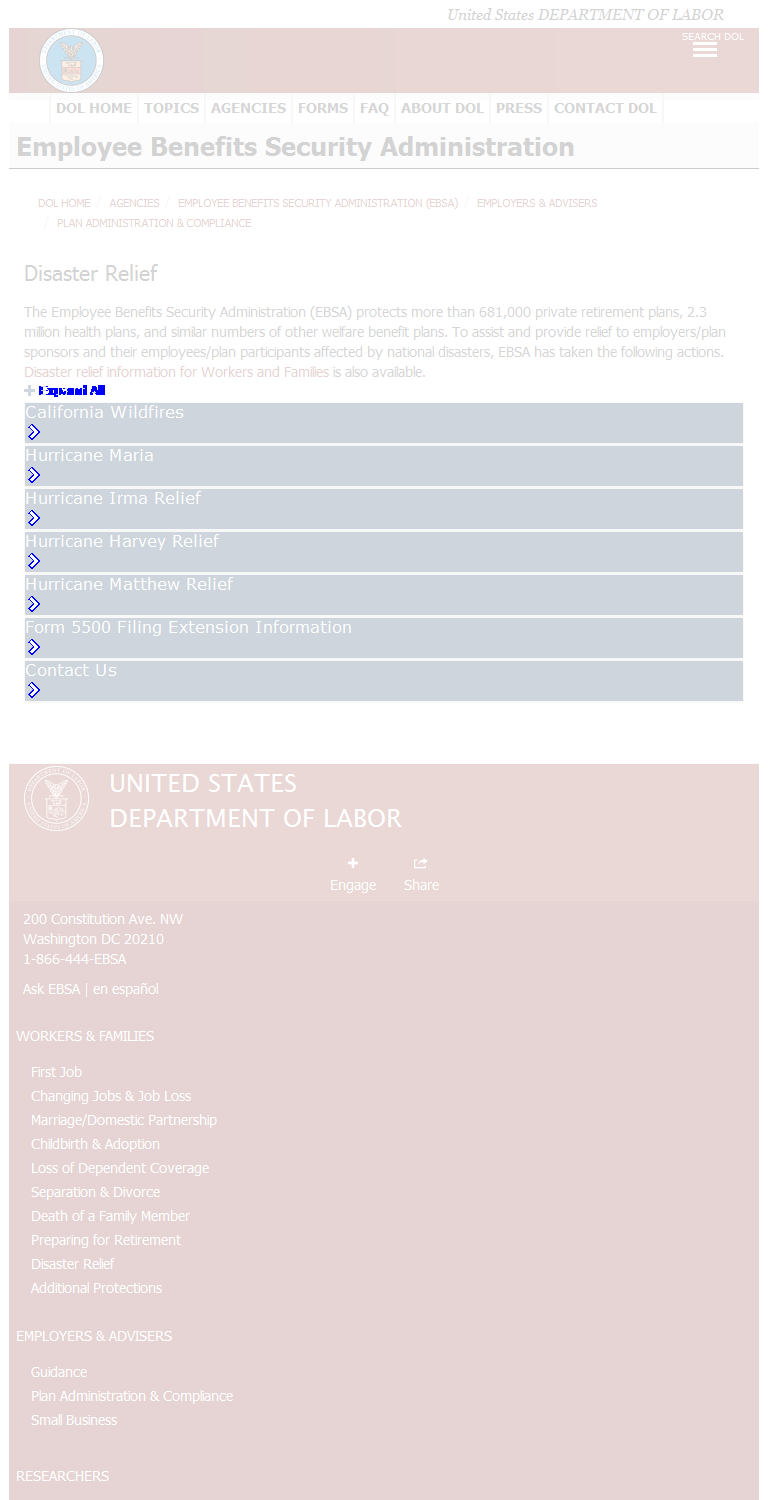 United States DEPARTMENT OF LABOR
SEARCH DOL
DOL HOME TOPICS AGENCIES FORMS FAQ ABOUT DOL PRESS CONTACT DOL
Employee Benefits Security Administration
DOL HOME / AGENCIES / EMPLOYEE BENEFITS SECURITY ADMINISTRATION (EBSA) / EMPLOYERS & ADVISERS
/ PLAN ADMINISTRATION & COMPLIANCE
Disaster Relief
The Employee Benefits Security Administration (EBSA) protects more than 681,000 private retirement plans, 2.3
million health plans, and similar numbers of other welfare benefit plans. To assist and provide relief to employers/plan
sponsors and their employees/plan participants affected by national disasters, EBSA has taken the following actions.
Disaster relief information for Workers and Families is also available.
Expand All
California Wildfires
Hurricane Maria
Hurricane Irma Relief
Hurricane Harvey Relief
Hurricane Matthew Relief
Form 5500 Filing Extension Information
Contact Us
UNITED STATES
DEPARTMENT OF LABOR
Engage Share
200 Constitution Ave. NW
Washington DC 20210
1-866-444-EBSA
Ask EBSA | en español
WORKERS & FAMILIES
First Job
Changing Jobs & Job Loss
Marriage/Domestic Partnership
Childbirth & Adoption
Loss of Dependent Coverage
Separation & Divorce
Death of a Family Member
Preparing for Retirement
Disaster Relief
Additional Protections
EMPLOYERS & ADVISERS
Guidance
Plan Administration & Compliance
Small Business
RESEARCHERS